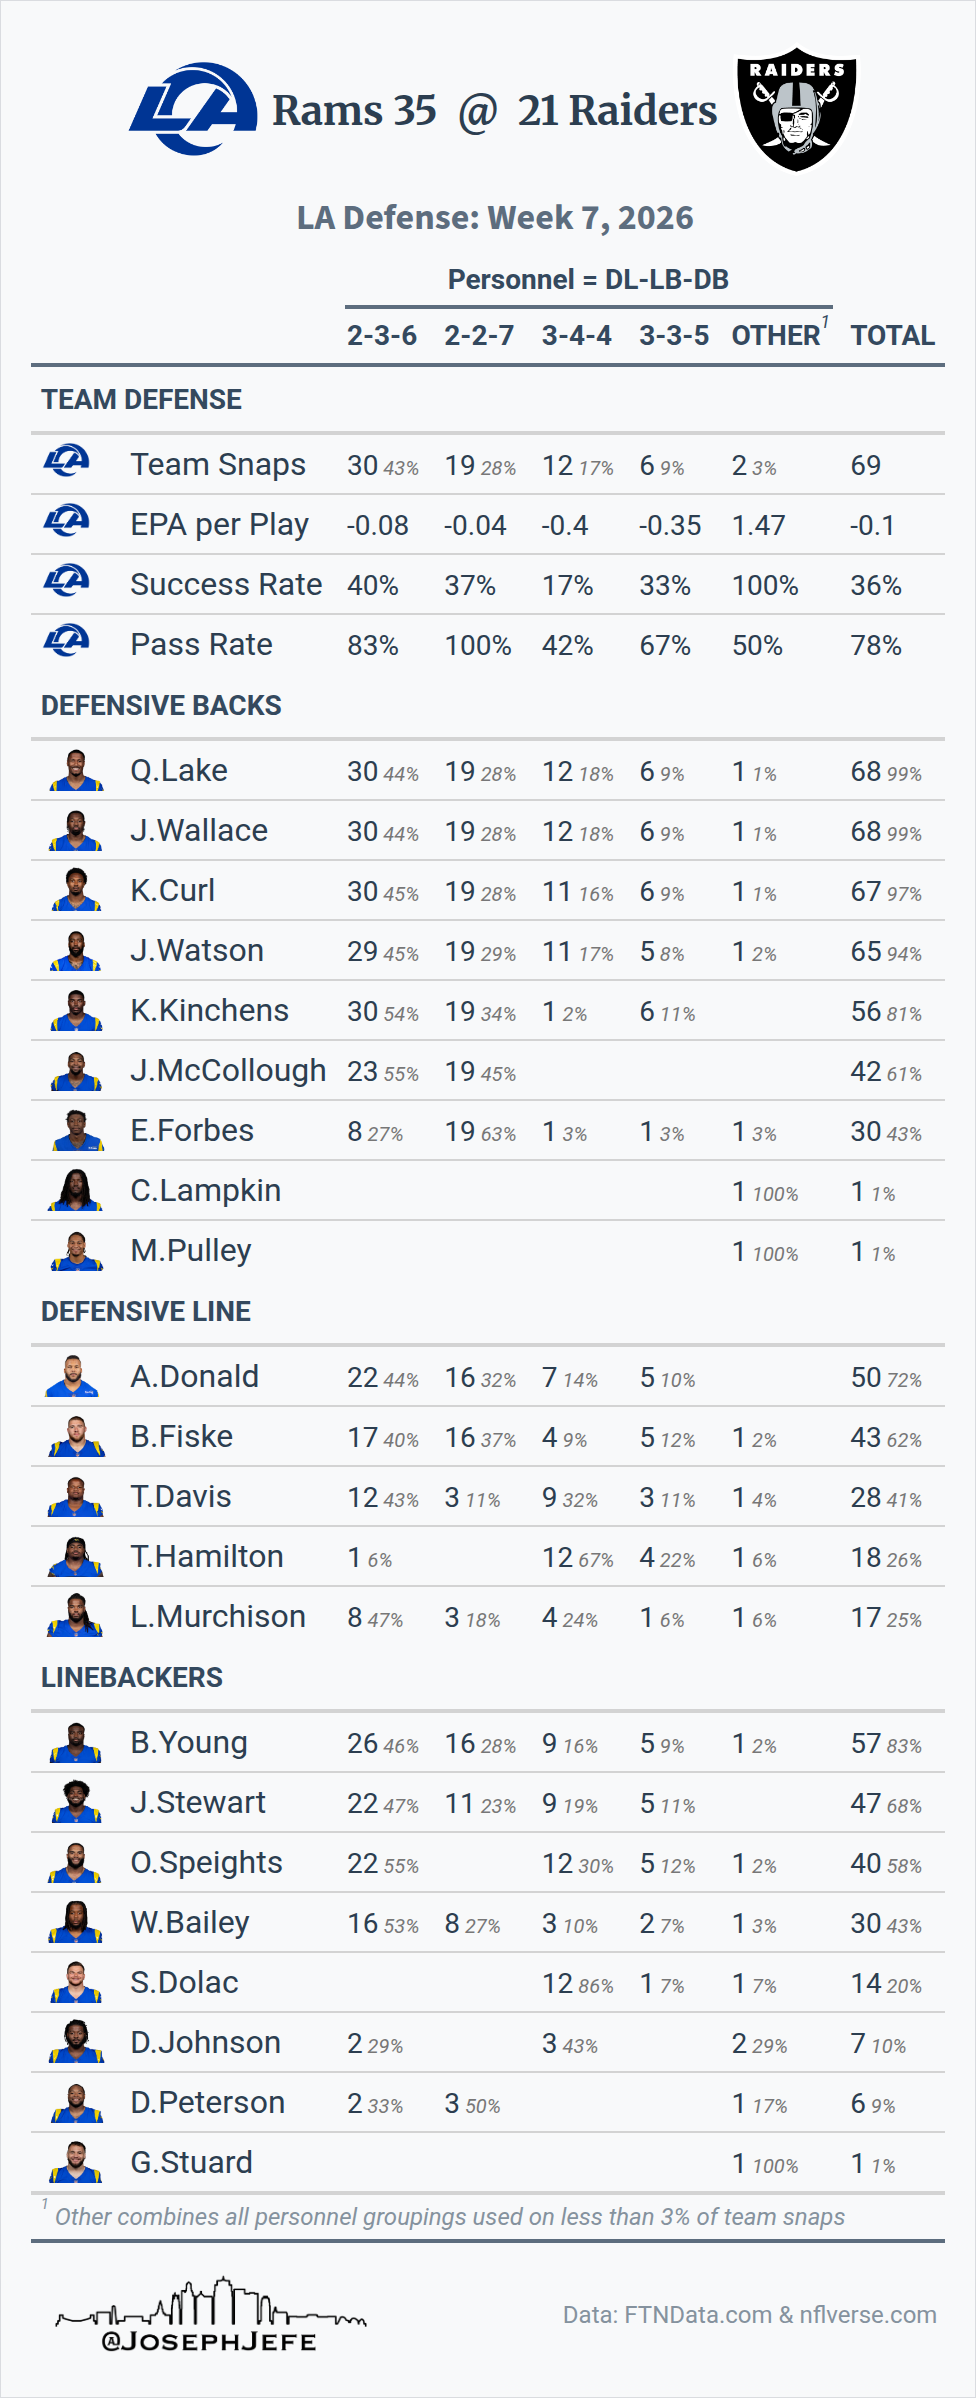 RAIDERS
Rams 35 @ 21 Raiders
LA Defense: Week 7, 2026
Personnel = DL-LB-DB
2-3-6 2-2-7 3-4-4 3-3-5 OTHER1 TOTAL
TEAM DEFENSE
Team Snaps 30 43% 19 28% 12 17% 6 9% 2 3% 69
EPA per Play -0.08 -0.04 -0.4 -0.35 1.47 -0.1
Success Rate 40% 37% 17% 33% 100% 36%
Pass Rate 83% 100% 42% 67% 50% 78%
DEFENSIVE BACKS
Q.Lake 30 44% 19 28% 12 18% 6 9% 1 1% 68 99%
J.Wallace 30 44% 19 28% 12 18% 6 9% 1 1% 68 99%
K.Curl 30 45% 19 28% 11 16% 6 9% 1 1% 67 97%
J.Watson 29 45% 19 29% 11 17% 5 8% 1 2% 65 94%
K.Kinchens 30 54% 19 34% 1 2% 6 11% 56 81%
J.McCollough 23 55% 19 45% 42 61%
E.Forbes 8 27% 19 63% 1 3% 1 3% 1 3% 30 43%
C.Lampkin 1 100% 1 1%
M.Pulley 1 100% 1 1%
DEFENSIVE LINE
A.Donald 22 44% 16 32% 7 14% 5 10% 50 72%
B.Fiske 17 40% 16 37% 4 9% 5 12% 1 2% 43 62%
T.Davis 12 43% 3 11% 9 32% 3 11% 1 4% 28 41%
T.Hamilton 1 6% 12 67% 4 22% 1 6% 18 26%
L.Murchison 8 47% 3 18% 4 24% 1 6% 1 6% 17 25%
LINEBACKERS
B.Young 26 46% 16 28% 9 16% 5 9% 1 2% 57 83%
J.Stewart 22 47% 11 23% 9 19% 5 11% 47 68%
O.Speights 22 55% 12 30% 5 12% 1 2% 40 58%
W.Bailey 16 53% 8 27% 3 10% 2 7% 1 3% 30 43%
S.Dolac 12 86% 1 7% 1 7% 14 20%
D.Johnson 2 29% 3 43% 2 29% 7 10%
D.Peterson 2 33% 3 50% 1 17% 6 9%
G.Stuard 1 100% 1 1%
1 Other combines all personnel groupings used on less than 3% of team snaps
@JOSEPHJEFE
Data: FTNData.com & nflverse.com